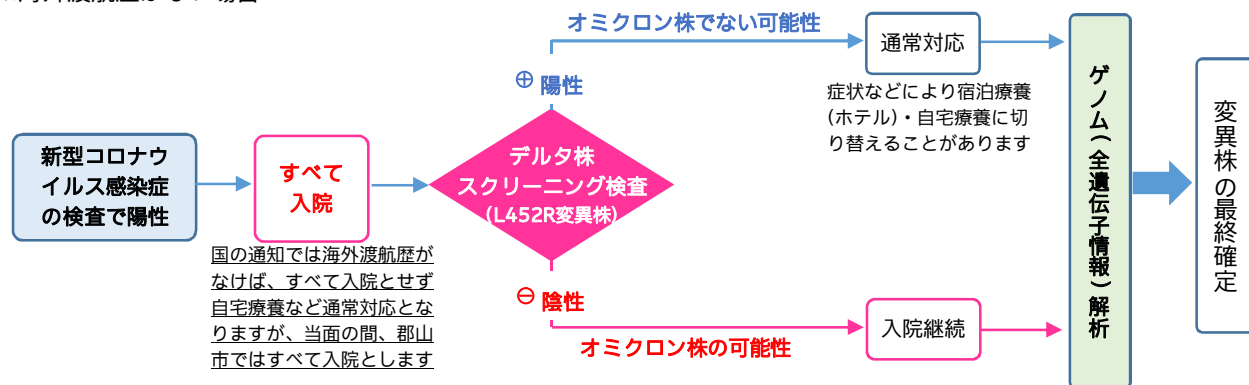 オミクロン株でない可能性
通常対応
⊕ 陽性
症状などにより宿泊療養
(ホテル)・自宅療養に切
り替えることがあります
新型コロナウ
イルス感染症
の検査で陽性
すべて
入院
デルタ株
スクリーニング検査
(L452R変異株)
国の通知では海外渡航歴が
なければ、すべて入院とせず
自宅療養など通常対応とな
りますが、当面の間、郡山
市ではすべて入院とします
⊖ 陰性
オミクロン株の可能性
入院継続
ゲノム(全遺伝子情報)解析
変異株の最終確定